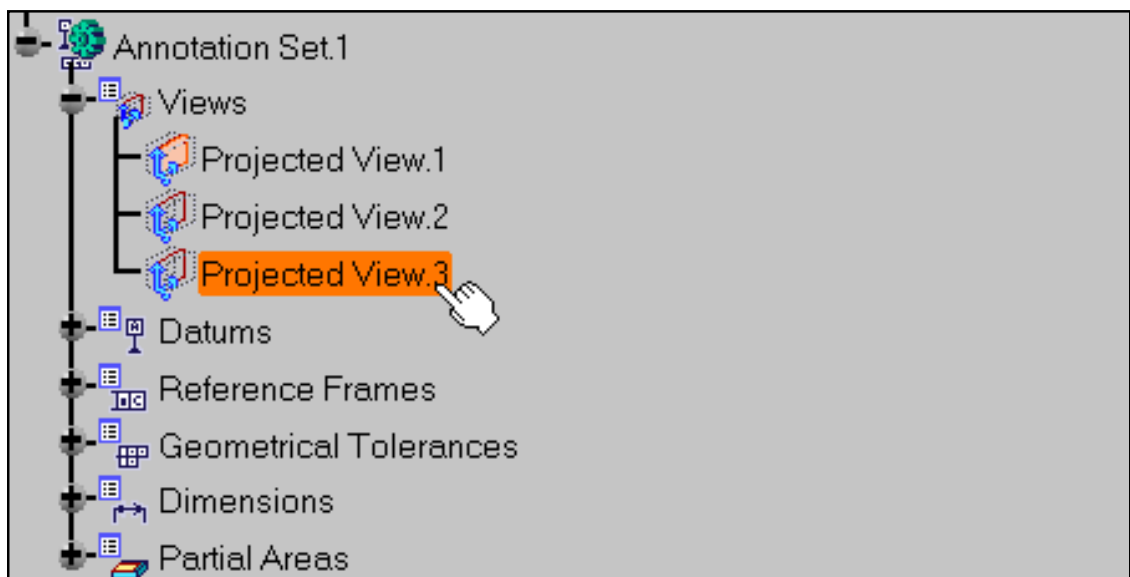 Annotation Set.1
Views
Projected View.1
Projected View.2
Projected View.3
Datums
Reference Frames
Geometrical Tolerances
Dimensions
Partial Areas